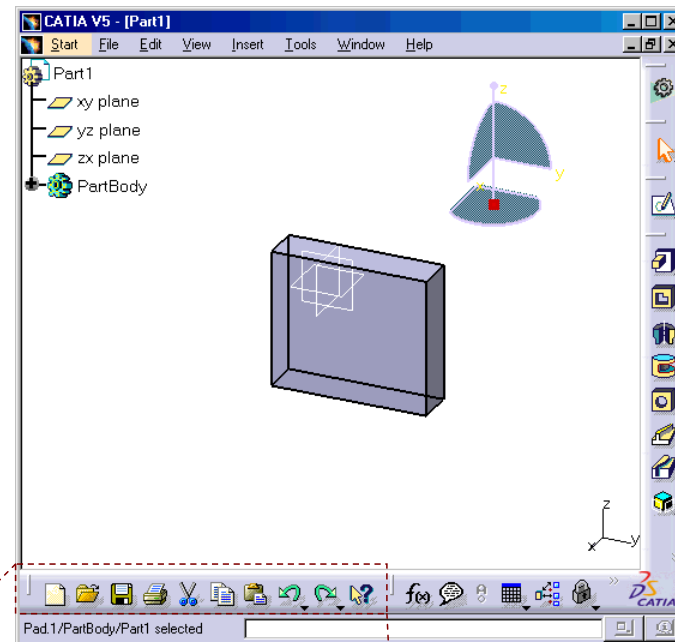 CATIA V5 - [Part1]
Start File Edit View Insert Tools Window Help
Part1
xy plane
yz plane
zx plane
PartBody
z
y
x
z
y
x
f(x)
CATIA
Pad.1/PartBody/Part1 selected